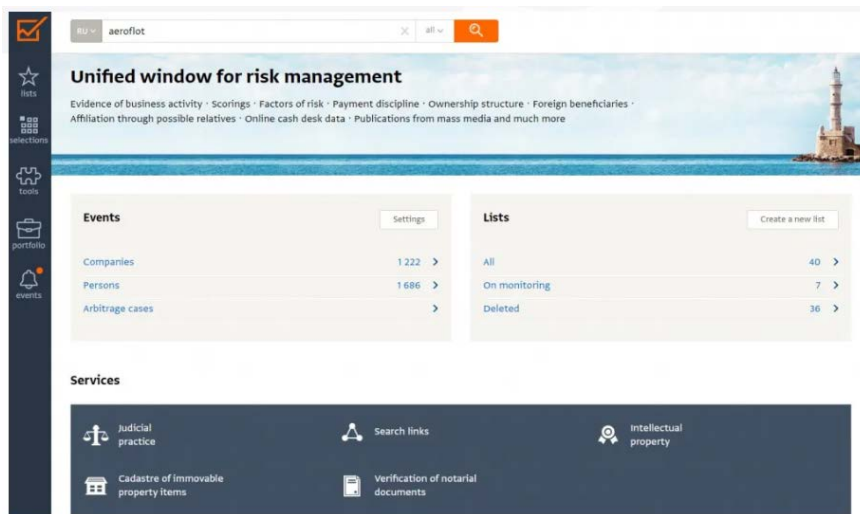 RU
aeroflot
all
lists
selections
tools
portfolio
events
Unified window for risk management
Evidence of business activity · Scorings · Factors of risk · Payment discipline · Ownership structure · Foreign beneficiaries ·
Affiliation through possible relatives · Online cash desk data · Publications from mass media and much more
Events
Settings
Companies 1 222
Persons 1 686
Arbitrage cases
Lists
Create a new list
All 40
On monitoring 7
Deleted 36
Services
Judicial
practice
Search links
Intellectual
property
Cadastre of immovable
property items
Verification of notarial
documents